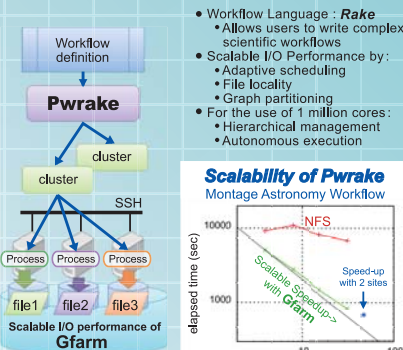 Workflow
definition
Pwrake
cluster
cluster
SSH
Process
Process
Process
file1
file2
file3
Scalable I/O performance of
Gfarm
• Workflow Language : Rake
• Allows users to write complex
scientific workflows
• Scalable I/O Performance by :
• Adaptive scheduling
• File locality
• Graph partitioning
• For the use of 1 million cores :
• Hierarchical management
• Autonomous execution
Scalability of Pwrake
Montage Astronomy Workflow
elapsed time (sec)
10000
1000
NFS
Scalable Speedup->
with Gfarm
Speed-up
with 2 sites
10
100